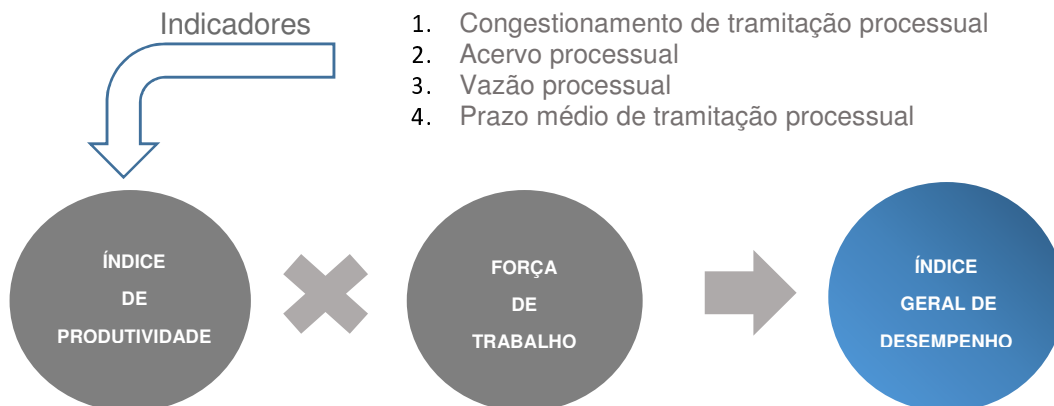 Indicadores
1. Congestionamento de tramitação processual
2. Acervo processual
3. Vazão processual
4. Prazo médio de tramitação processual
ÍNDICE
DE
PRODUTIVIDADE
FORÇA
DE
TRABALHO
ÍNDICE
GERAL DE
DESEMPENHO